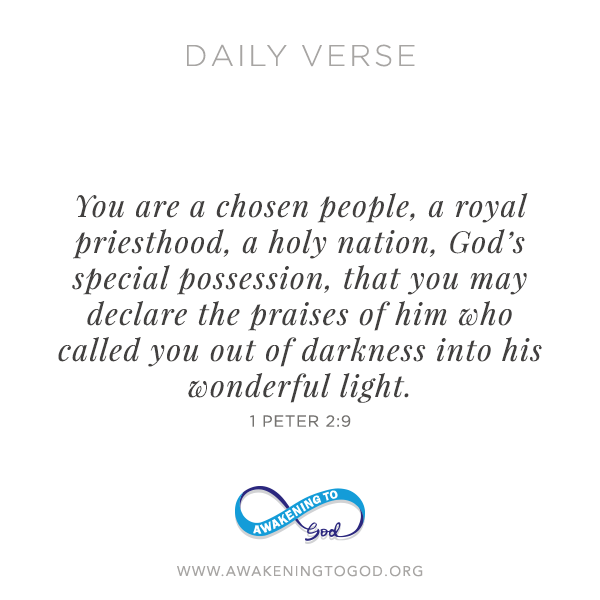 DAILY VERSE
You are a chosen people, a royal
priesthood, a holy nation, God’s
special possession, that you may
declare the praises of him who
called you out of darkness into his
wonderful light.
1 PETER 2:9
AWAKENING TO
God
WWW.AWAKENINGTOGOD.ORG